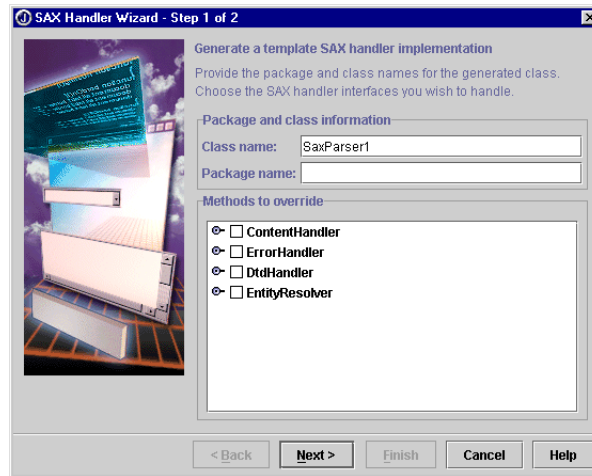 SAX Handler Wizard - Step 1 of 2
Generate a template SAX handler implementation
Provide the package and class names for the generated class.
Choose the SAX handler interfaces you wish to handle.
Package and class information
Class name:
SaxParser1
Package name:
Methods to override
ContentHandler
ErrorHandler
DtdHandler
EntityResolver
< Back
Next >
Finish
Cancel
Help